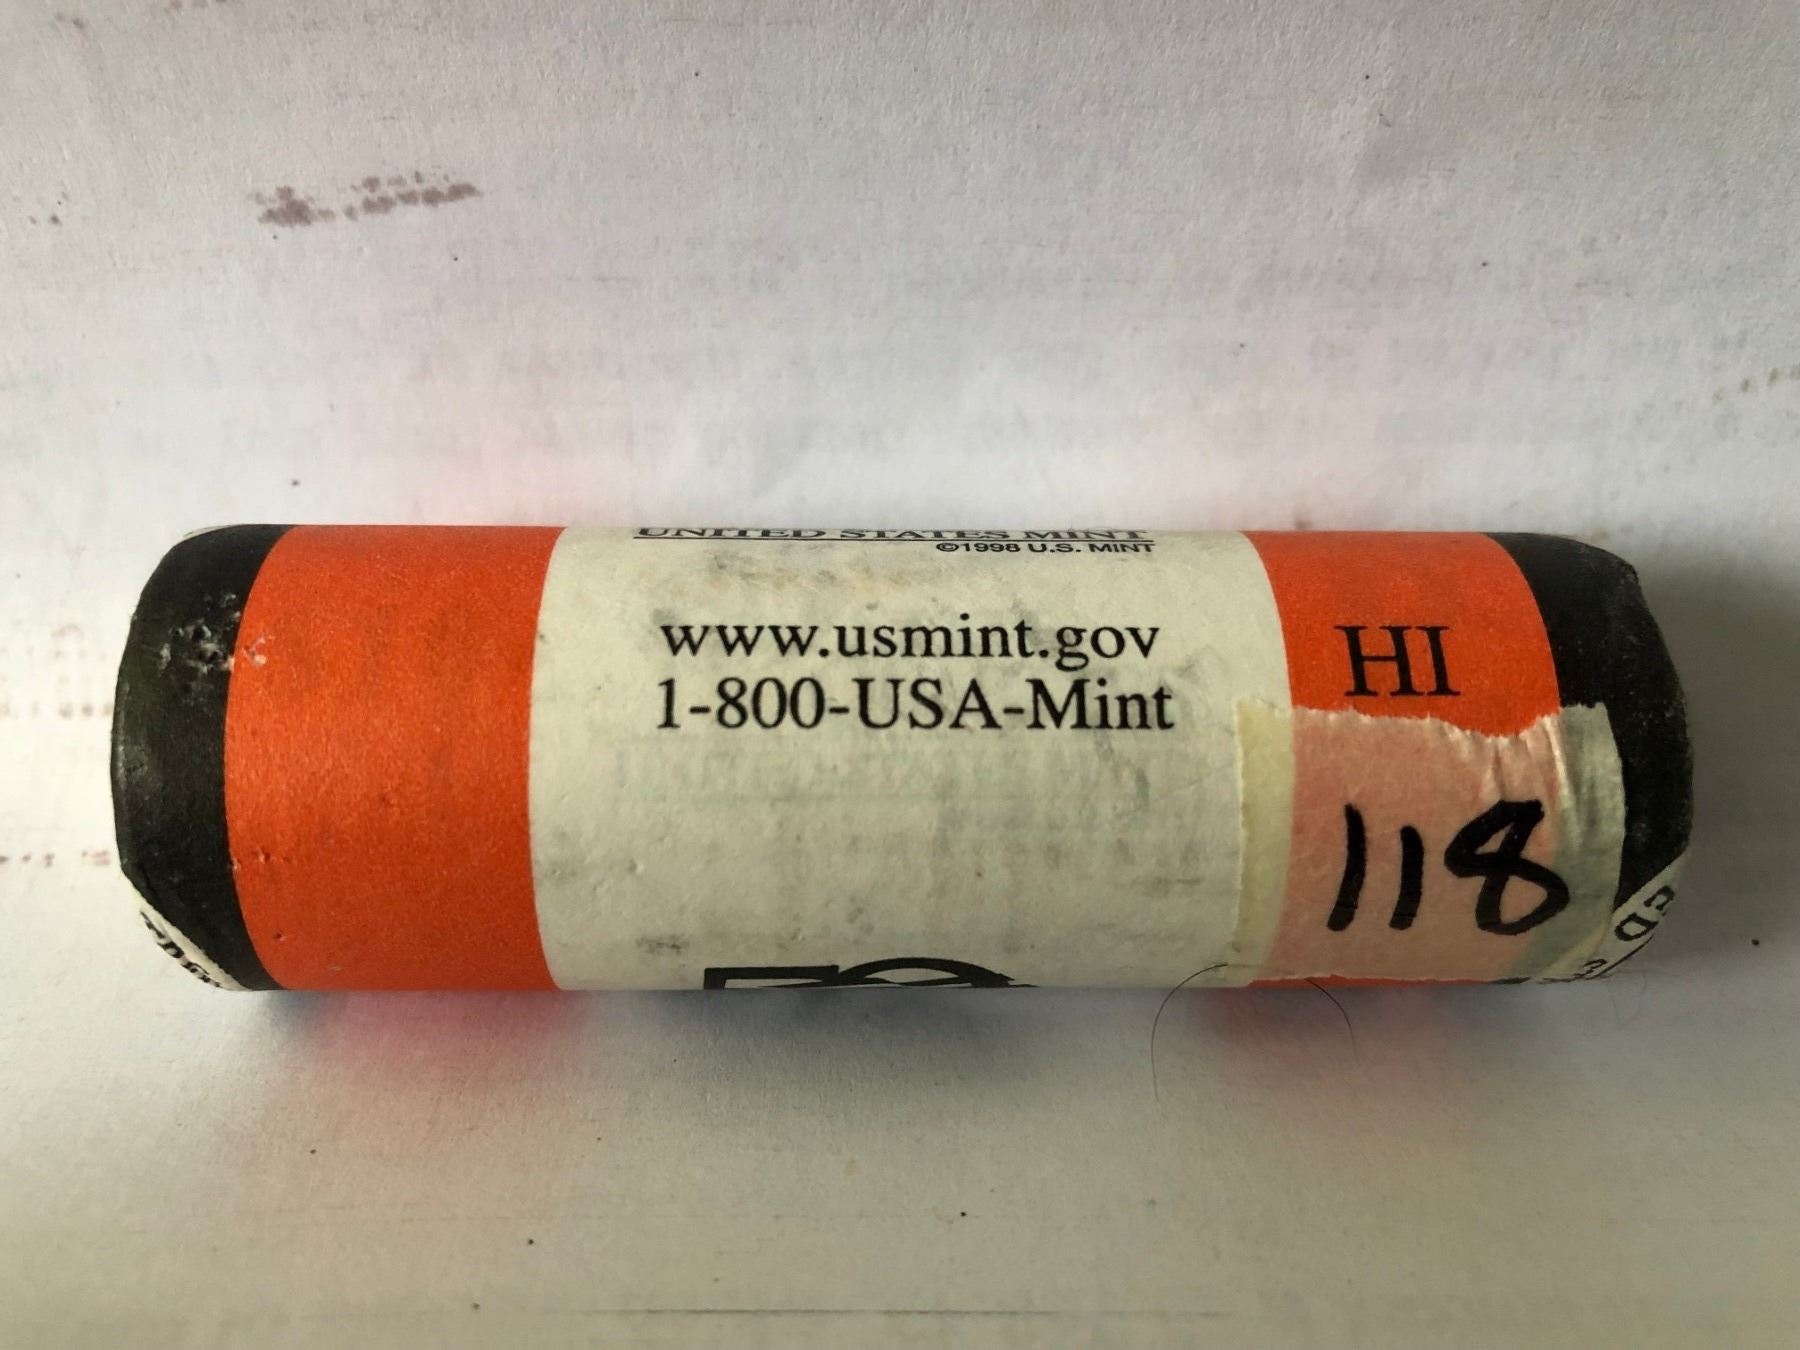 UNITED STATES MINT
©1998 U.S. MINT
www.usmint.gov
1-800-USA-Mint
HI
118